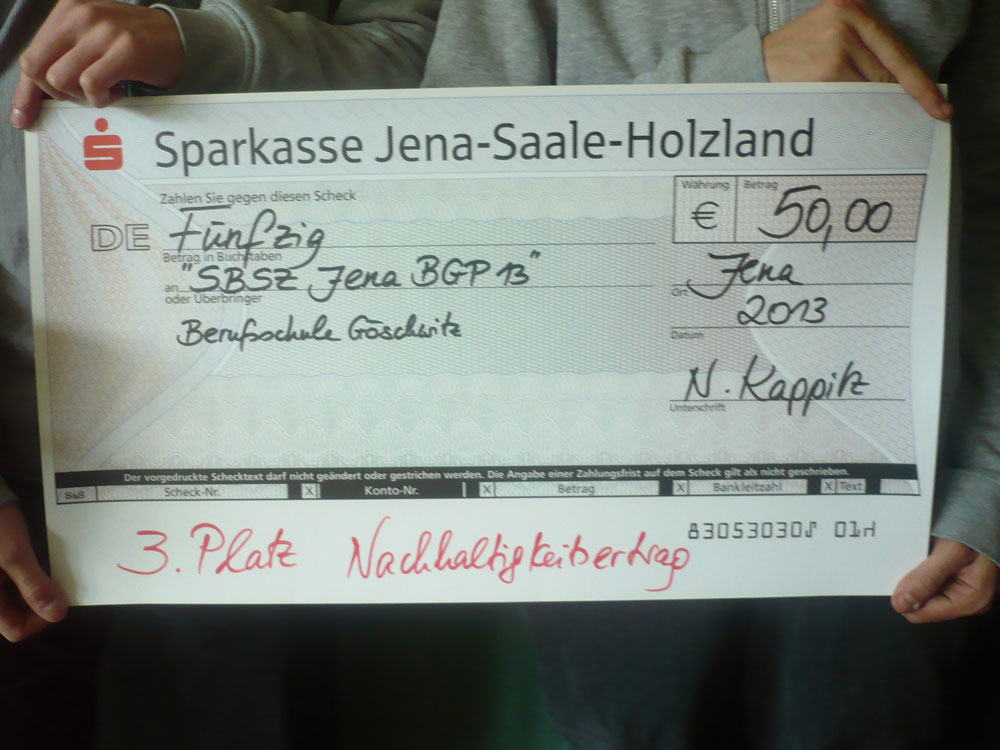 Sparkasse Jena-Saale-Holzland
Zahlen Sie gegen diesen Scheck
Währung Betrag
€ 50,00
DE Fünfzig
Betrag in Buchstaben
an "SBSZ Jena BGP 13"
oder Überbringer
Berufsschule Göschwitz
Jena
Ort
2013
Datum
N. Kappitz
Unterschrift
Der vorgedruckte Schecktext darf nicht geändert oder gestrichen werden. Die Angabe einer Zahlungsfrist auf dem Scheck gilt als nicht geschrieben.
S&S Scheck-Nr. X Konto-Nr. X Betrag X Bankleitzahl X Text
83053030⑀ 01H
3. Platz Nachhaltigkeitsertrag